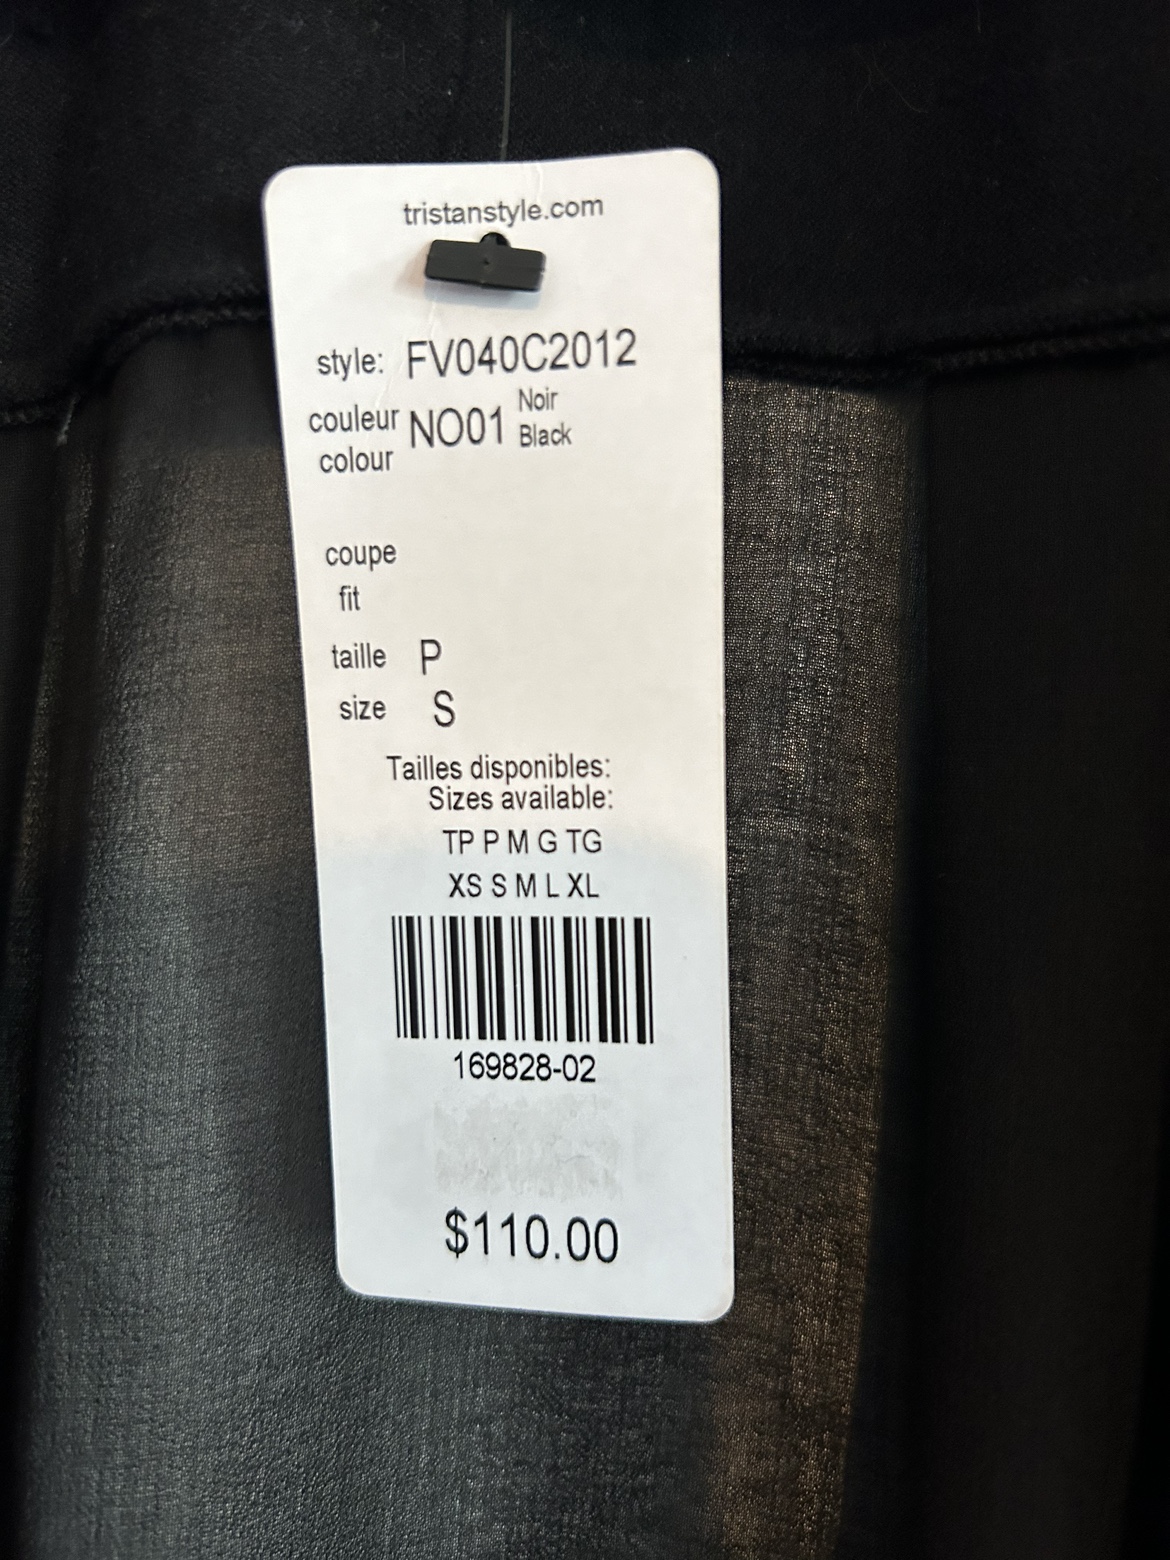 tristanstyle.com
style: FV040C2012
couleur NO01 Noir
colour Black
coupe
fit
taille P
size S
Tailles disponibles:
Sizes available:
TP P M G TG
XS S M L XL
169828-02
$110.00